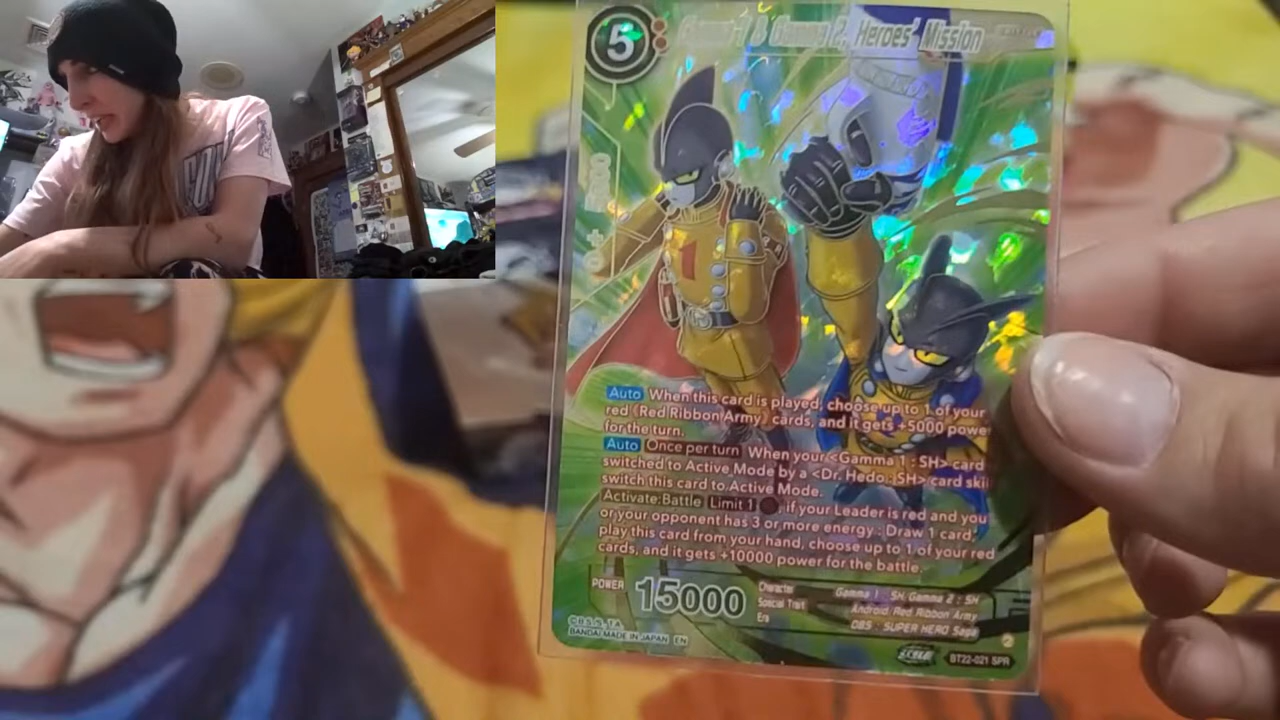 5
Gamma 1 & Gamma 2, Heroes' Mission
Auto When this card is played, choose up to 1 of your
red 《Red Ribbon Army》 cards, and it gets +5000 power
for the turn.
Auto Once per turn When your <Gamma 1 : SH> card
switched to Active Mode by a <Dr. Hedo : SH> card skil
switch this card to Active Mode.
Activate:Battle Limit 1 if your Leader is red and you
or your opponent has 3 or more energy : Draw 1 card,
play this card from your hand, choose up to 1 of your red
cards, and it gets +10000 power for the battle.
POWER 15000
Character Gamma 1 : SH/Gamma 2 : SH
Special Trait Android/Red Ribbon Army
Era DBS : SUPER HERO Saga
©B.S./S., T.A.
BANDAI MADE IN JAPAN EN
BT22-021 SPR